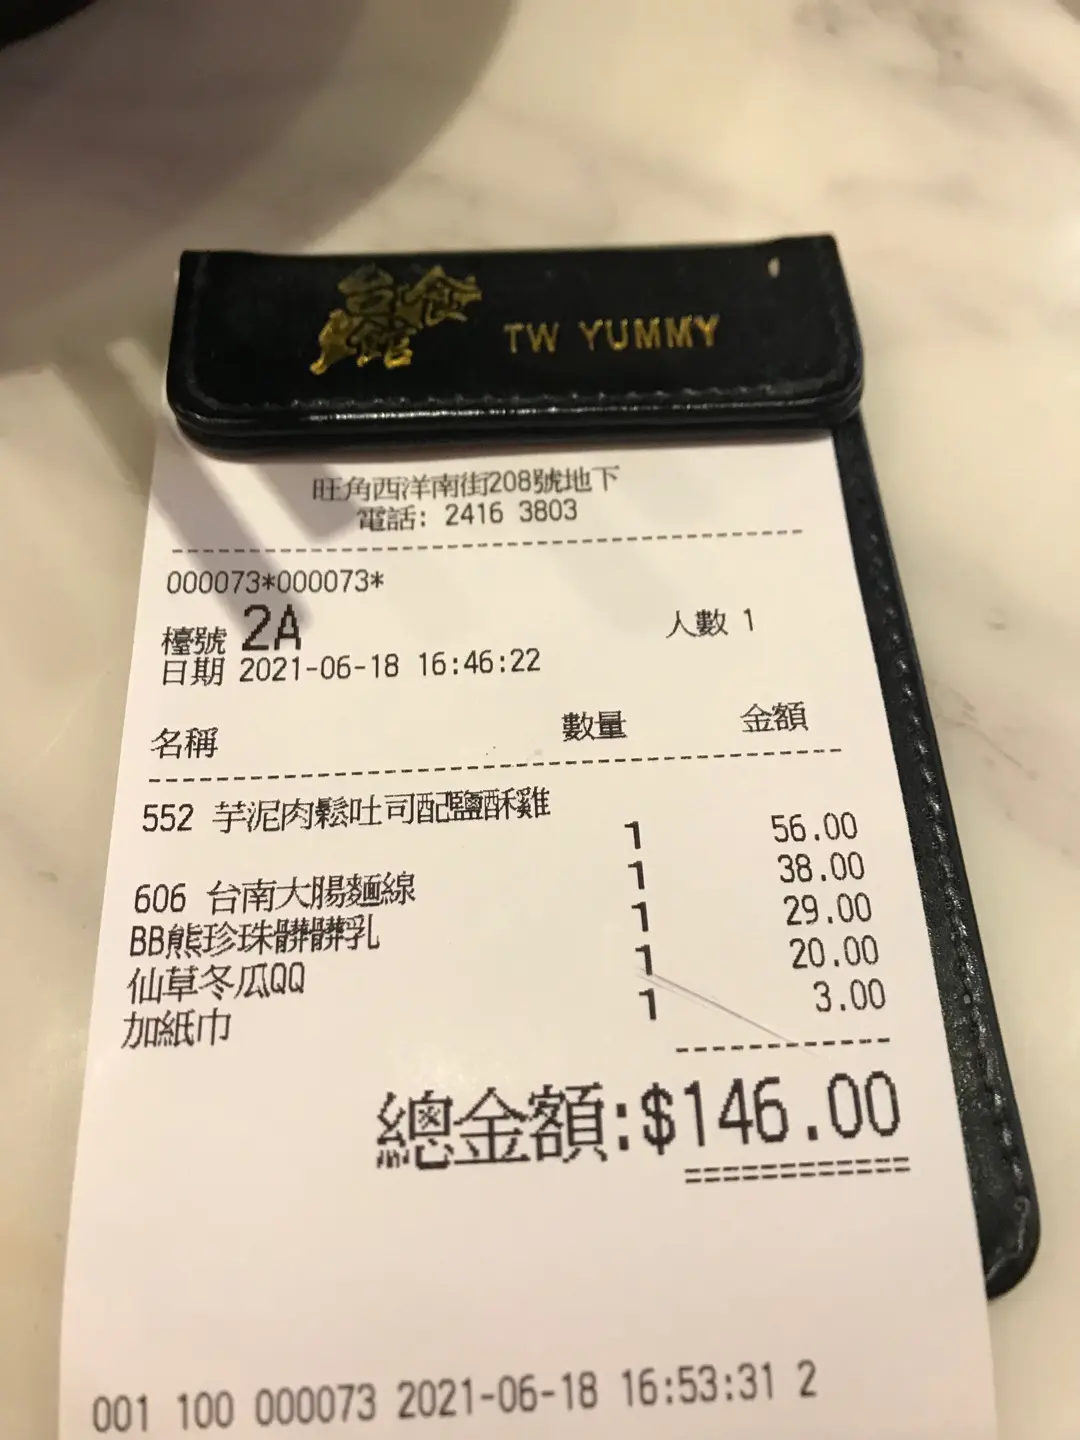 台食館
TW YUMMY
旺角西洋南街208號地下
電話: 2416 3803
000073*000073*
檯號 2A 人數 1
日期 2021-06-18 16:46:22
名稱 數量 金額
552 芋泥肉鬆吐司配鹽酥雞
1 56.00
606 台南大腸麵線 1 38.00
BB熊珍珠髒髒乳 1 29.00
仙草冬瓜QQ 1 20.00
加紙巾 1 3.00
總金額:$146.00
001 100 000073 2021-06-18 16:53:31 2